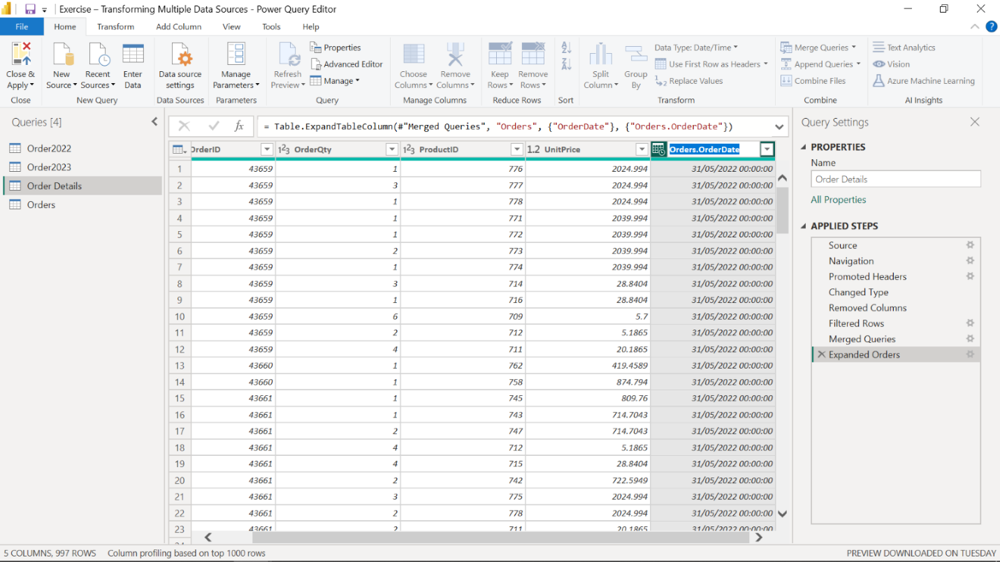 Exercise – Transforming Multiple Data Sources - Power Query Editor
File Home Transform Add Column View Tools Help
Close & Apply
Close
New Source
Recent Sources
Enter Data
New Query
Data source settings
Data Sources
Manage Parameters
Parameters
Refresh Preview
Properties
Advanced Editor
Manage
Query
Choose Columns
Remove Columns
Manage Columns
Keep Rows
Remove Rows
Reduce Rows
Sort
Split Column
Group By
Data Type: Date/Time
Use First Row as Headers
Replace Values
Transform
Merge Queries
Append Queries
Combine Files
Combine
Text Analytics
Vision
Azure Machine Learning
AI Insights
Queries [4]
Order2022
Order2023
Order Details
Orders
fx = Table.ExpandTableColumn(#"Merged Queries", "Orders", {"OrderDate"}, {"Orders.OrderDate"})
OrderID 123 OrderQty 123 ProductID 1.2 UnitPrice Orders.OrderDate
1 43659 1 776 2024.994 31/05/2022 00:00:00
2 43659 3 777 2024.994 31/05/2022 00:00:00
3 43659 1 778 2024.994 31/05/2022 00:00:00
4 43659 1 771 2039.994 31/05/2022 00:00:00
5 43659 1 772 2039.994 31/05/2022 00:00:00
6 43659 2 773 2039.994 31/05/2022 00:00:00
7 43659 1 774 2039.994 31/05/2022 00:00:00
8 43659 3 714 28.8404 31/05/2022 00:00:00
9 43659 1 716 28.8404 31/05/2022 00:00:00
10 43659 6 709 5.7 31/05/2022 00:00:00
11 43659 2 712 5.1865 31/05/2022 00:00:00
12 43659 4 711 20.1865 31/05/2022 00:00:00
13 43660 1 762 419.4589 31/05/2022 00:00:00
14 43660 1 758 874.794 31/05/2022 00:00:00
15 43661 1 745 809.76 31/05/2022 00:00:00
16 43661 1 743 714.7043 31/05/2022 00:00:00
17 43661 2 747 714.7043 31/05/2022 00:00:00
18 43661 4 712 5.1865 31/05/2022 00:00:00
19 43661 4 715 28.8404 31/05/2022 00:00:00
20 43661 2 742 722.5949 31/05/2022 00:00:00
21 43661 3 775 2024.994 31/05/2022 00:00:00
22 43661 2 778 2024.994 31/05/2022 00:00:00
23 43661 2 711 20.1865 31/05/2022 00:00:00
Query Settings
PROPERTIES
Name
Order Details
All Properties
APPLIED STEPS
Source
Navigation
Promoted Headers
Changed Type
Removed Columns
Filtered Rows
Merged Queries
Expanded Orders
5 COLUMNS, 997 ROWS Column profiling based on top 1000 rows PREVIEW DOWNLOADED ON TUESDAY